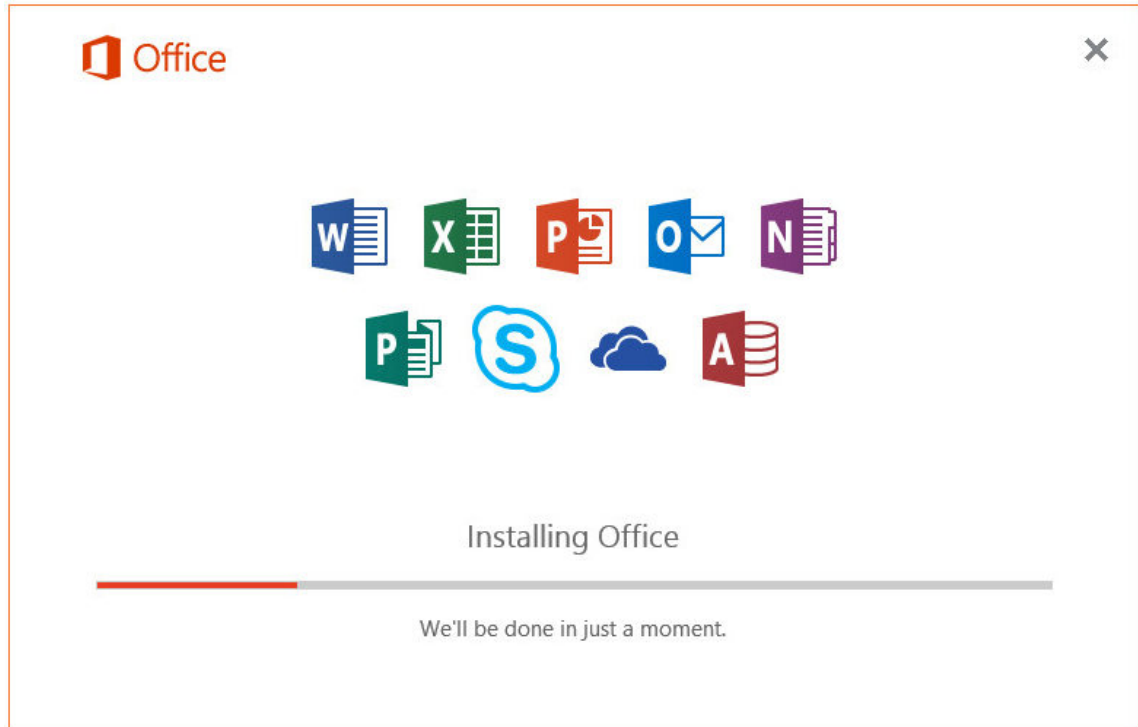 Office
W X P O N
P S A
Installing Office
We'll be done in just a moment.